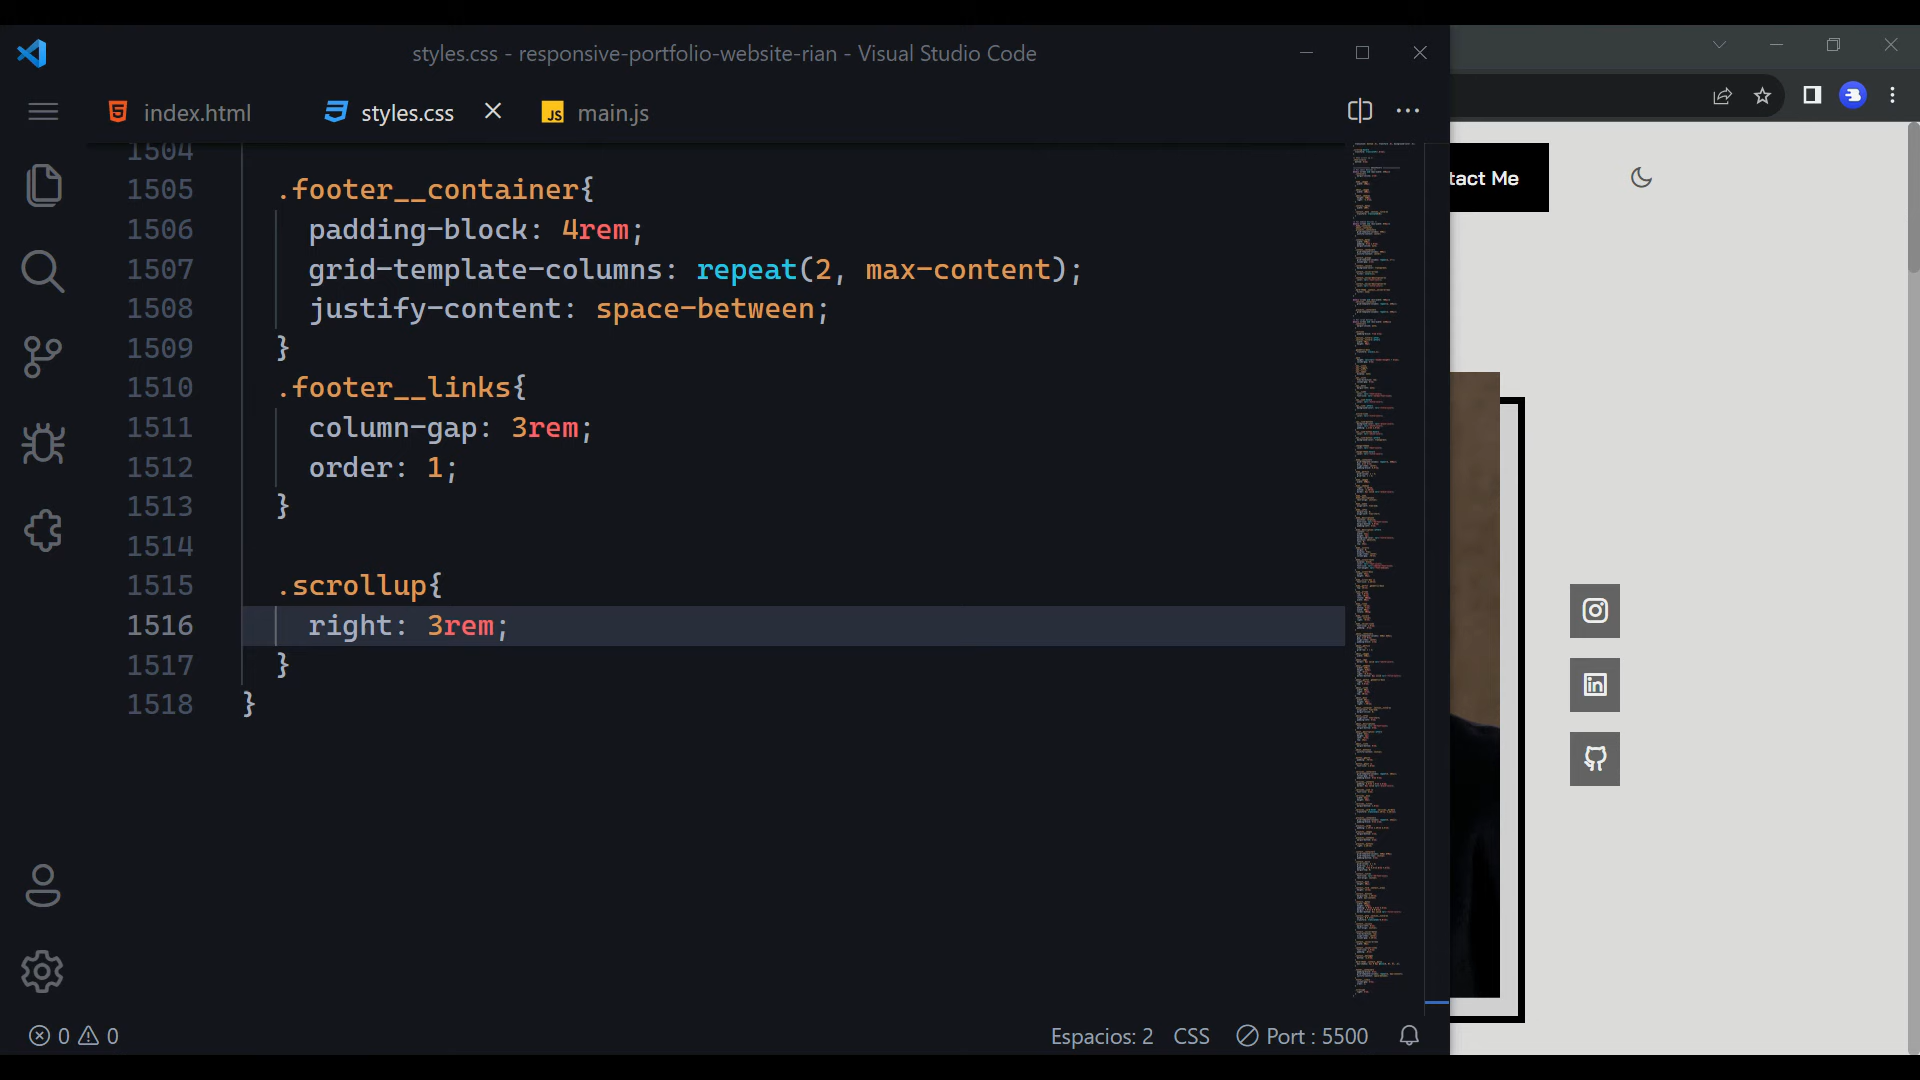 styles.css - responsive-portfolio-website-rian - Visual Studio Code
index.html
styles.css
JS main.js
1504
1505 .footer__container{
1506 padding-block: 4rem;
1507 grid-template-columns: repeat(2, max-content);
1508 justify-content: space-between;
1509 }
1510 .footer__links{
1511 column-gap: 3rem;
1512 order: 1;
1513 }
1514
1515 .scrollup{
1516 right: 3rem;
1517 }
1518 }
tact Me
0 0
Espacios: 2 CSS Port : 5500